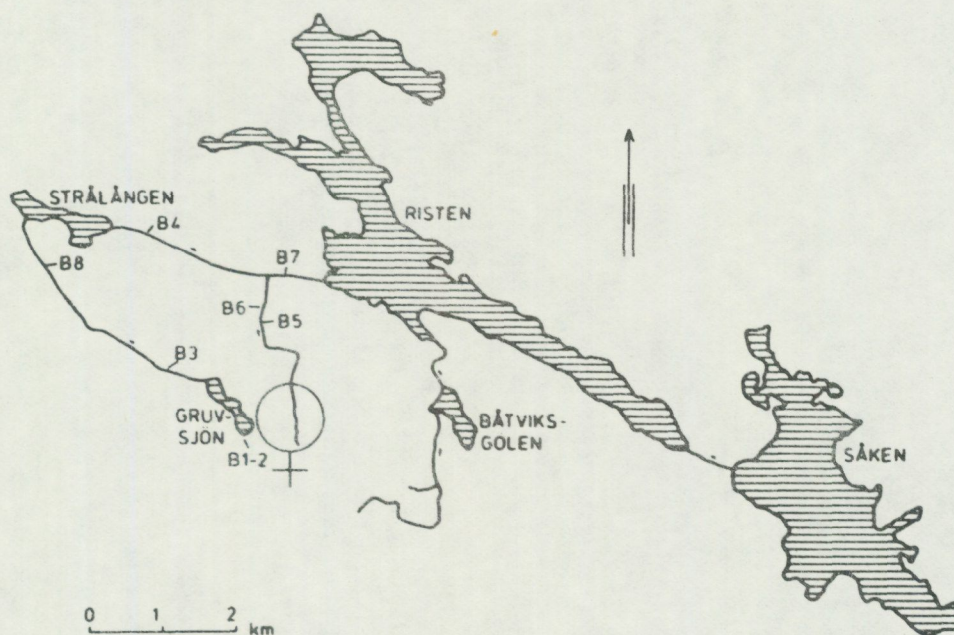 STRÅLÅNGEN
B4
RISTEN
B7
B8
B6
B5
B3
GRUV-
SJÖN
B1-2
BÅTVIKS-
GOLEN
SÅKEN
0 1 2
km